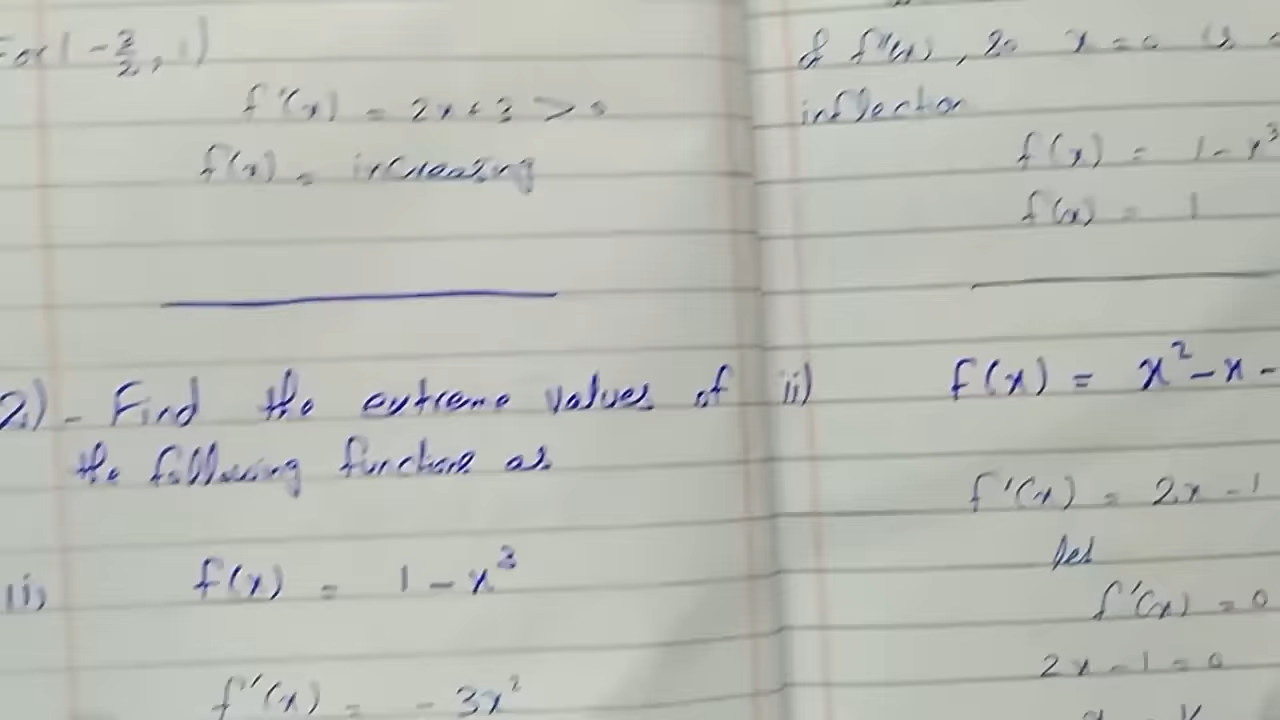 For (-3/2, 1)
f'(x) = 2x+3 > 0
f(x) = increasing
2) - Find the extreme values of
the following functions as
i) f(x) = 1 - x³
f'(x) = - 3x²
& f''(x), so x = 0 is
inflection
f(x) = 1 - x³
f(x) = 1
ii) f(x) = x² - x -
f'(x) = 2x - 1
Let
f'(x) = 0
2x - 1 = 0